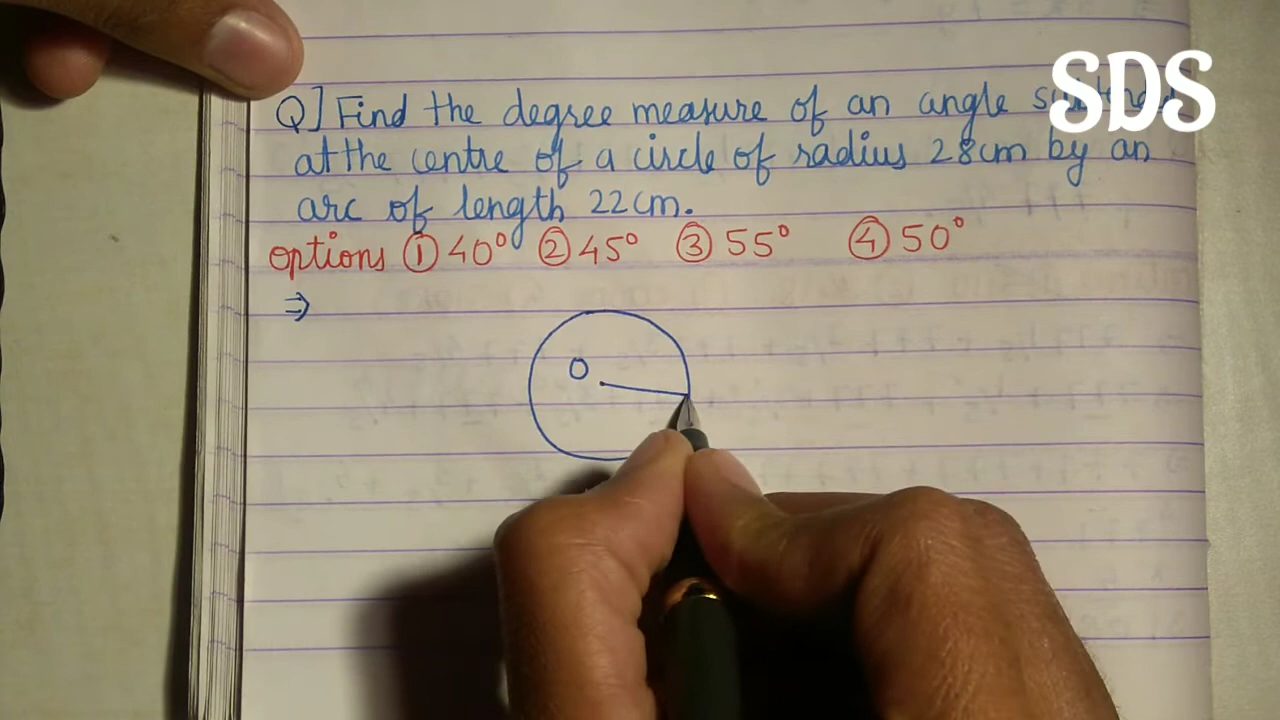 SDS
Q] Find the degree measure of an angle
at the centre of a circle of radius 28cm by an
arc of length 22cm.
options ① 40° ② 45° ③ 55° ④ 50°
⇒
O